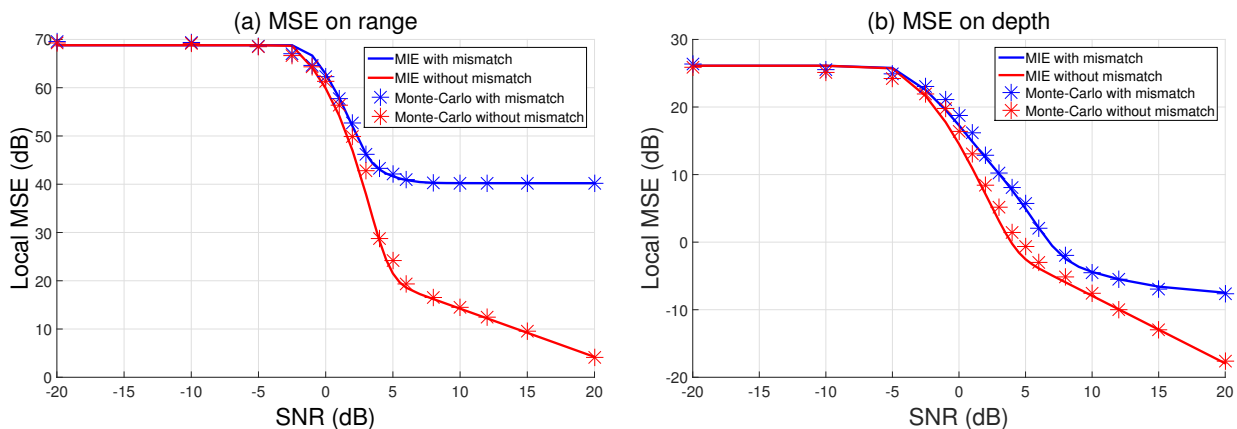 (a) MSE on range
70
60
50
40
30
20
10
0
-20
-15
-10
-5
0
5
10
15
20
Local MSE (dB)
SNR (dB)
MIE with mismatch
MIE without mismatch
Monte-Carlo with mismatch
Monte-Carlo without mismatch
(b) MSE on depth
30
20
10
0
-10
-20
-20
-15
-10
-5
0
5
10
15
20
Local MSE (dB)
SNR (dB)
MIE with mismatch
MIE without mismatch
Monte-Carlo with mismatch
Monte-Carlo without mismatch